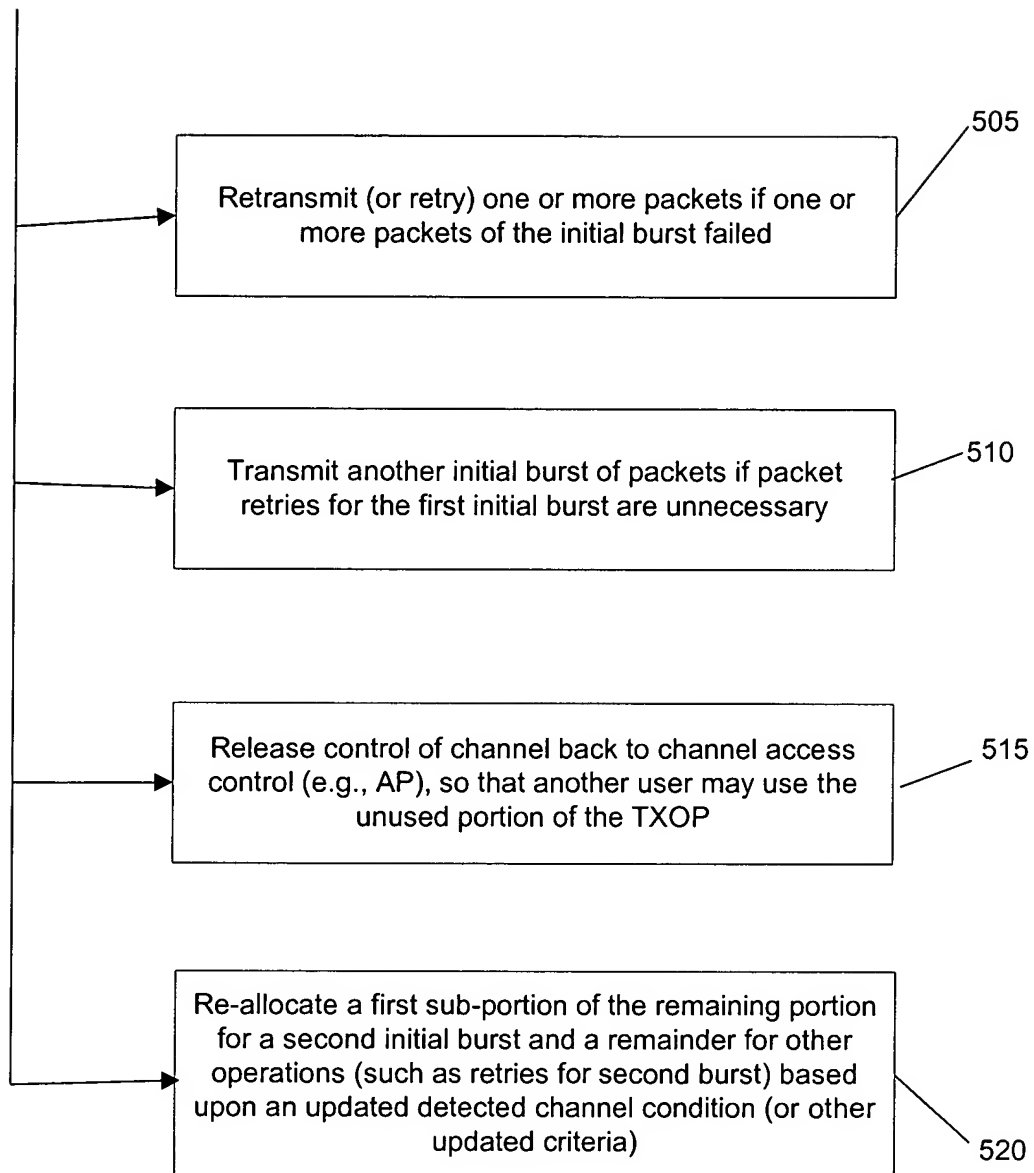 505
Retransmit (or retry) one or more packets if one or
more packets of the initial burst failed
510
Transmit another initial burst of packets if packet
retries for the first initial burst are unnecessary
515
Release control of channel back to channel access
control (e.g., AP), so that another user may use the
unused portion of the TXOP
Re-allocate a first sub-portion of the remaining portion
for a second initial burst and a remainder for other
operations (such as retries for second burst) based
upon an updated detected channel condition (or other
updated criteria)
520